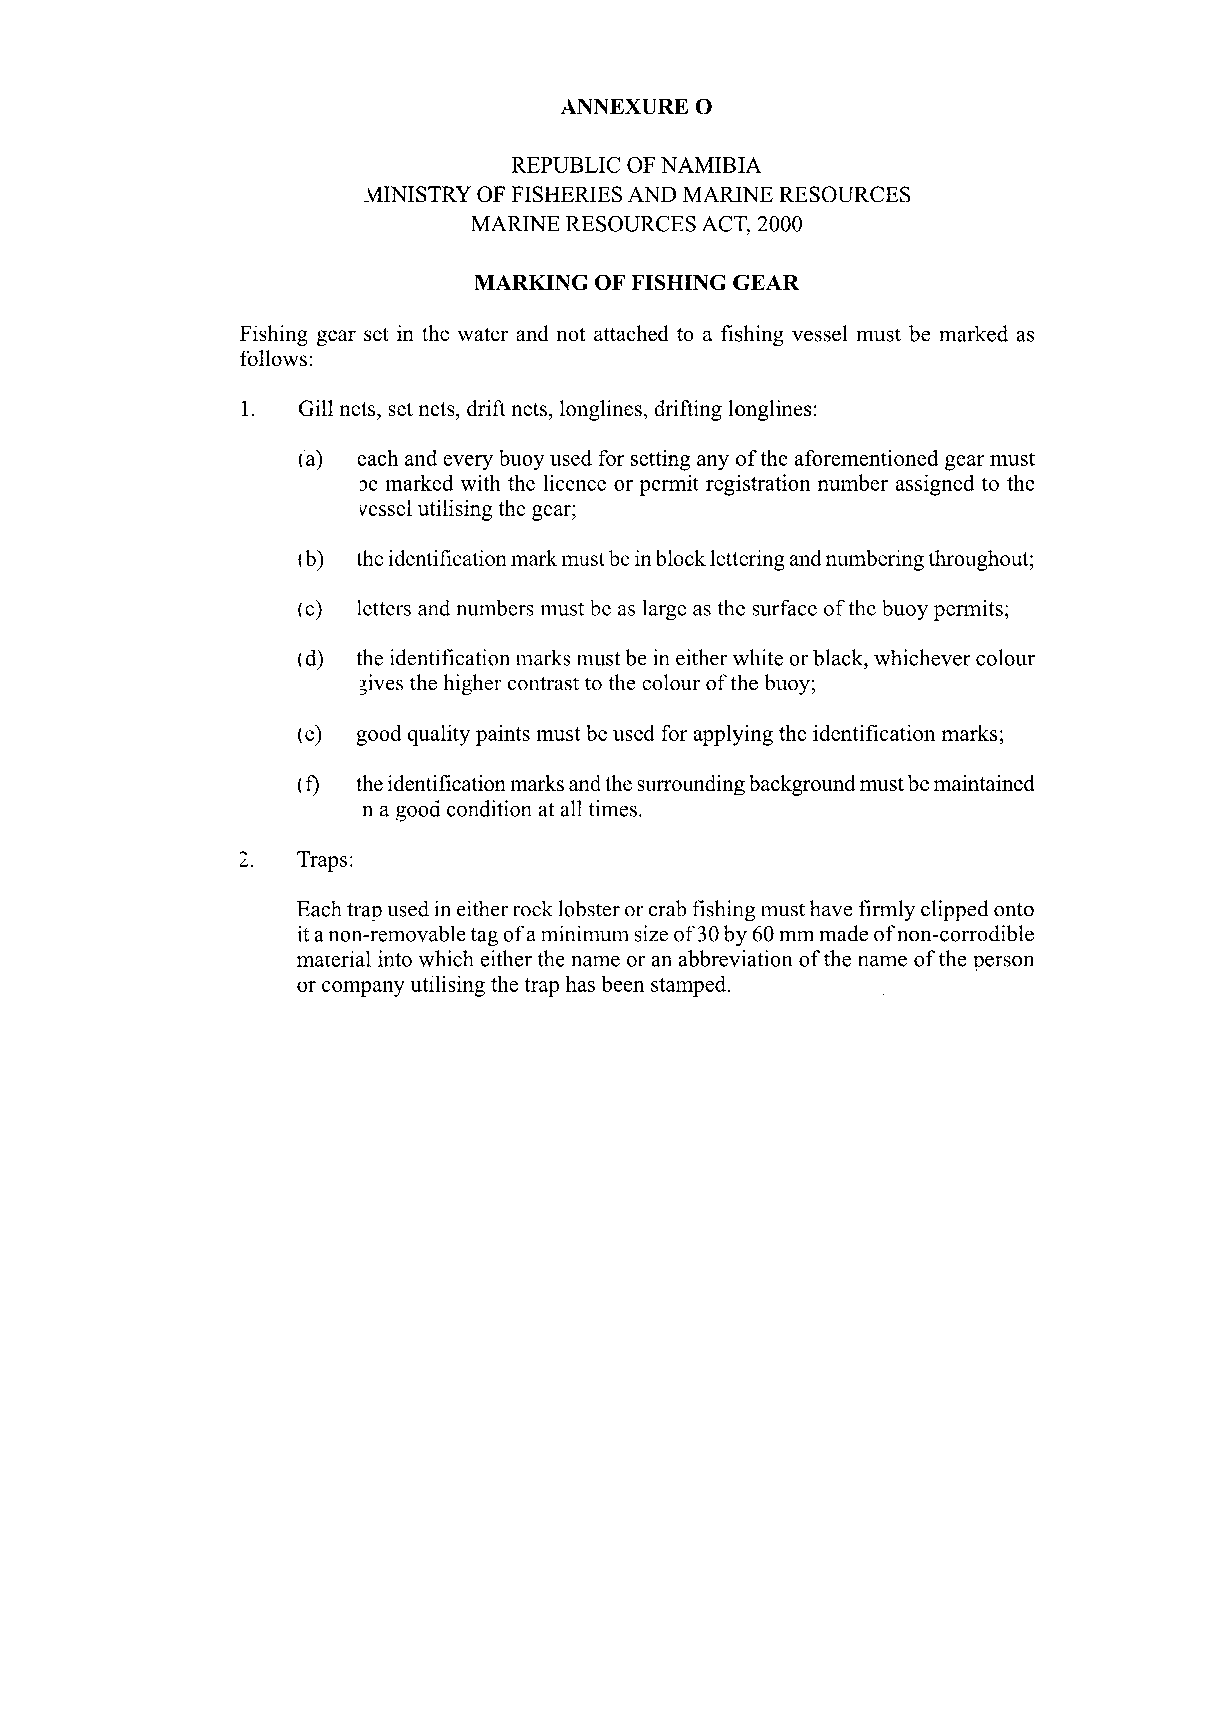 ANNEXURE O
REPUBLIC OF NAMIBIA
MINISTRY OF FISHERIES AND MARINE RESOURCES
MARINE RESOURCES ACT, 2000
MARKING OF FISHING GEAR
Fishing gear set in the water and not attached to a fishing vessel must be marked as
follows:
1. Gill nets, set nets, drift nets, longlines, drifting longlines:
(a) each and every buoy used for setting any of the aforementioned gear must
be marked with the licence or permit registration number assigned to the
vessel utilising the gear;
(b) the identification mark must be in block lettering and numbering throughout;
(c) letters and numbers must be as large as the surface of the buoy permits;
(d) the identification marks must be in either white or black, whichever colour
gives the higher contrast to the colour of the buoy;
(e) good quality paints must be used for applying the identification marks;
(f) the identification marks and the surrounding background must be maintained
in a good condition at all times.
2. Traps:
Each trap used in either rock lobster or crab fishing must have firmly clipped onto
it a non-removable tag of a minimum size of 30 by 60 mm made of non-corrodible
material into which either the name or an abbreviation of the name of the person
or company utilising the trap has been stamped.